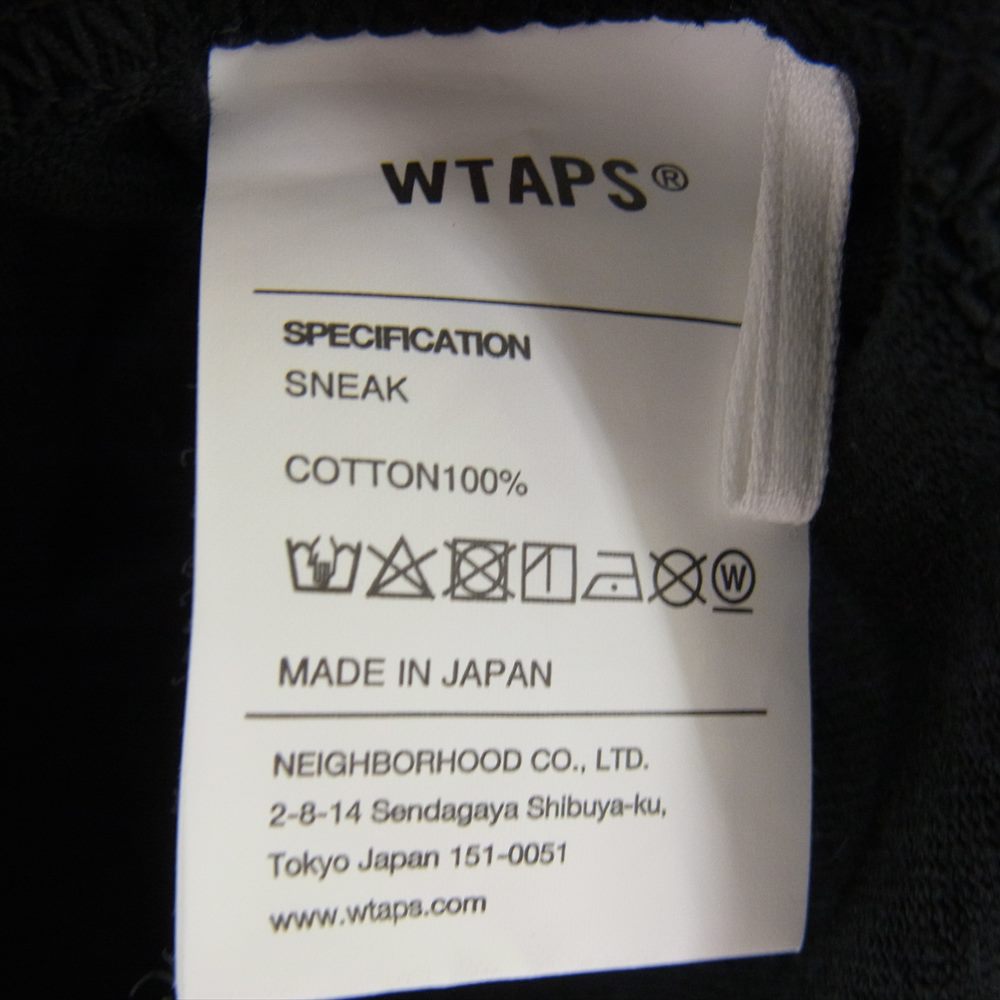 WTAPS®
SPECIFICATION
SNEAK
COTTON100%
W
MADE IN JAPAN
NEIGHBORHOOD CO., LTD.
2-8-14 Sendagaya Shibuya-ku,
Tokyo Japan 151-0051
www.wtaps.com